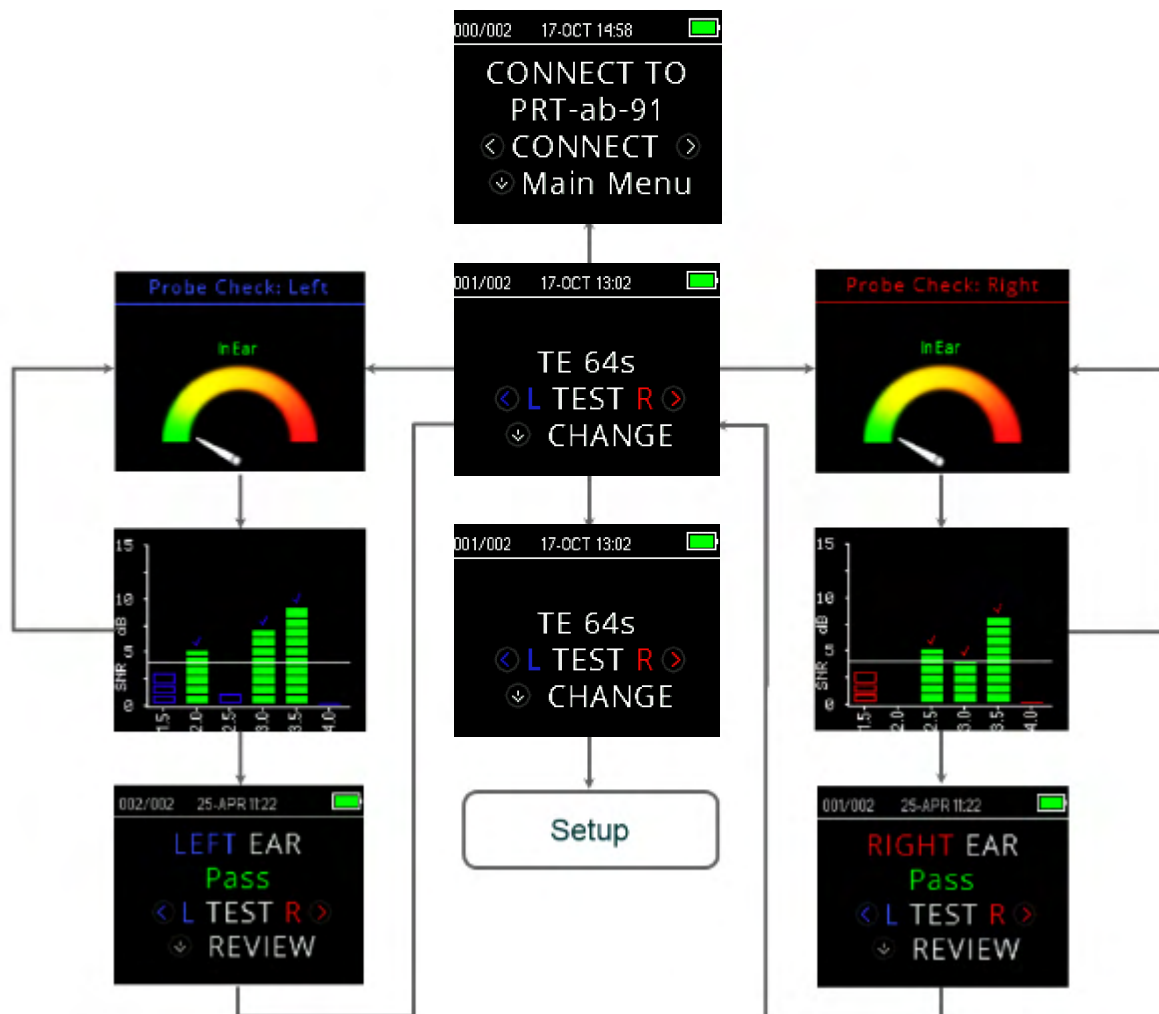 000/002 17-OCT 14:58
CONNECT TO
PRT-ab-91
CONNECT
Main Menu
Probe Check: Left
In Ear
001/002 17-OCT 13:02
TE 64s
L TEST R
CHANGE
Probe Check: Right
In Ear
15
10
5
0
SNR dB
1.5 2.0 2.5 3.0 3.5 4.0
001/002 17-OCT 13:02
TE 64s
L TEST R
CHANGE
15
10
5
0
SNR dB
1.5 2.0 2.5 3.0 3.5 4.0
002/002 25-APR 11:22
LEFT EAR
Pass
L TEST R
REVIEW
Setup
001/002 25-APR 11:22
RIGHT EAR
Pass
L TEST R
REVIEW